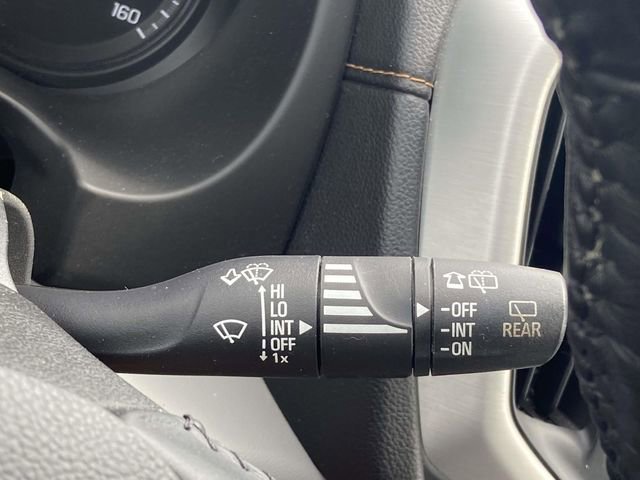 160
HI
LO
INT
OFF
1x
-OFF
-INT
-ON
REAR